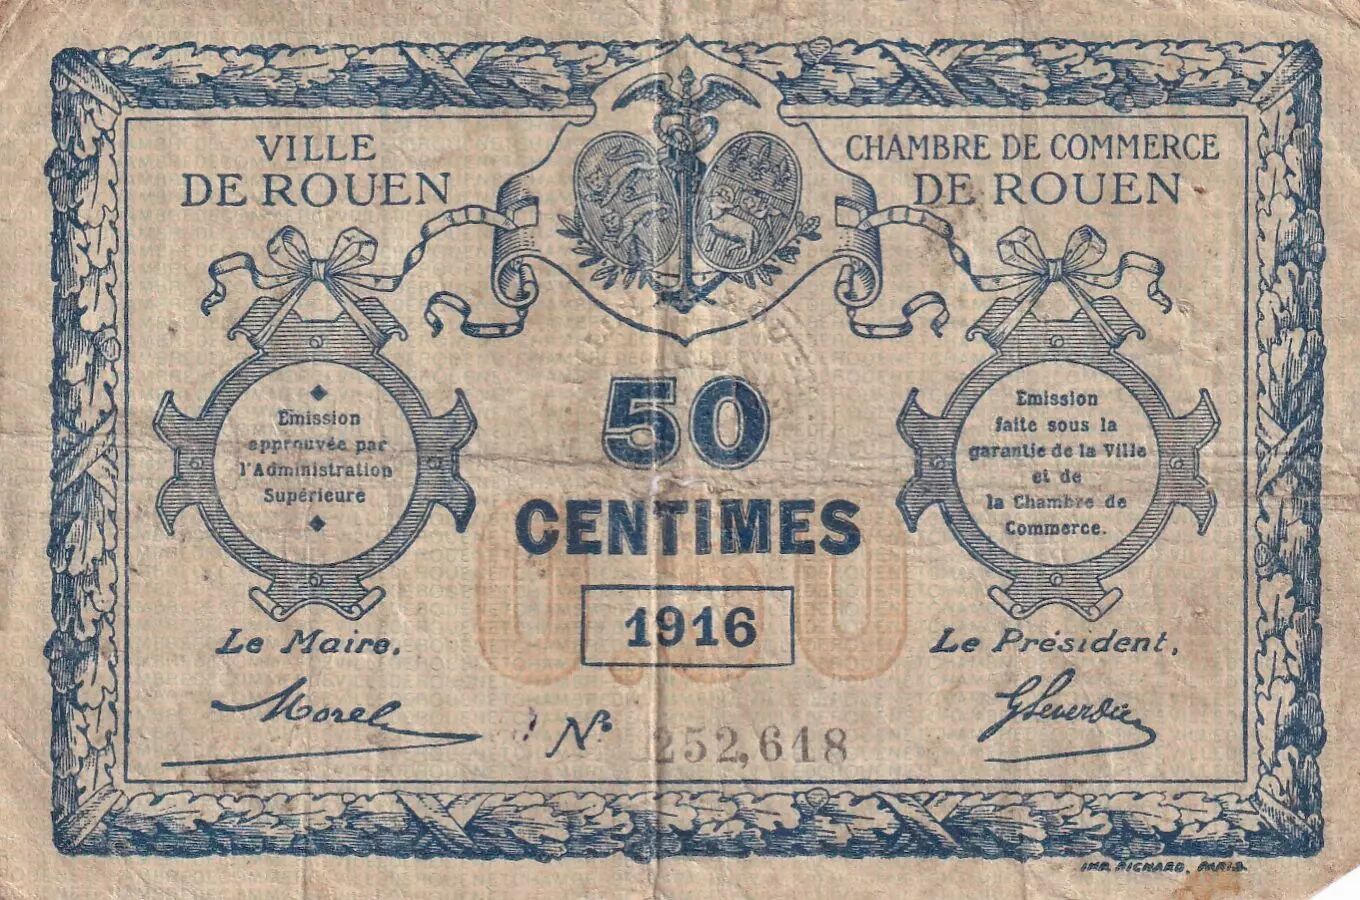 VILLE
DE ROUEN
CHAMBRE DE COMMERCE
DE ROUEN
Emission
approuvée par
l'Administration
Supérieure
50
CENTIMES
0.50
1916
Emission
faite sous la
garantie de la Ville
et de
la Chambre de
Commerce.
Le Maire,
Morel
Le Président,
Nº 252,618
IMP. RICHARD, PARIS